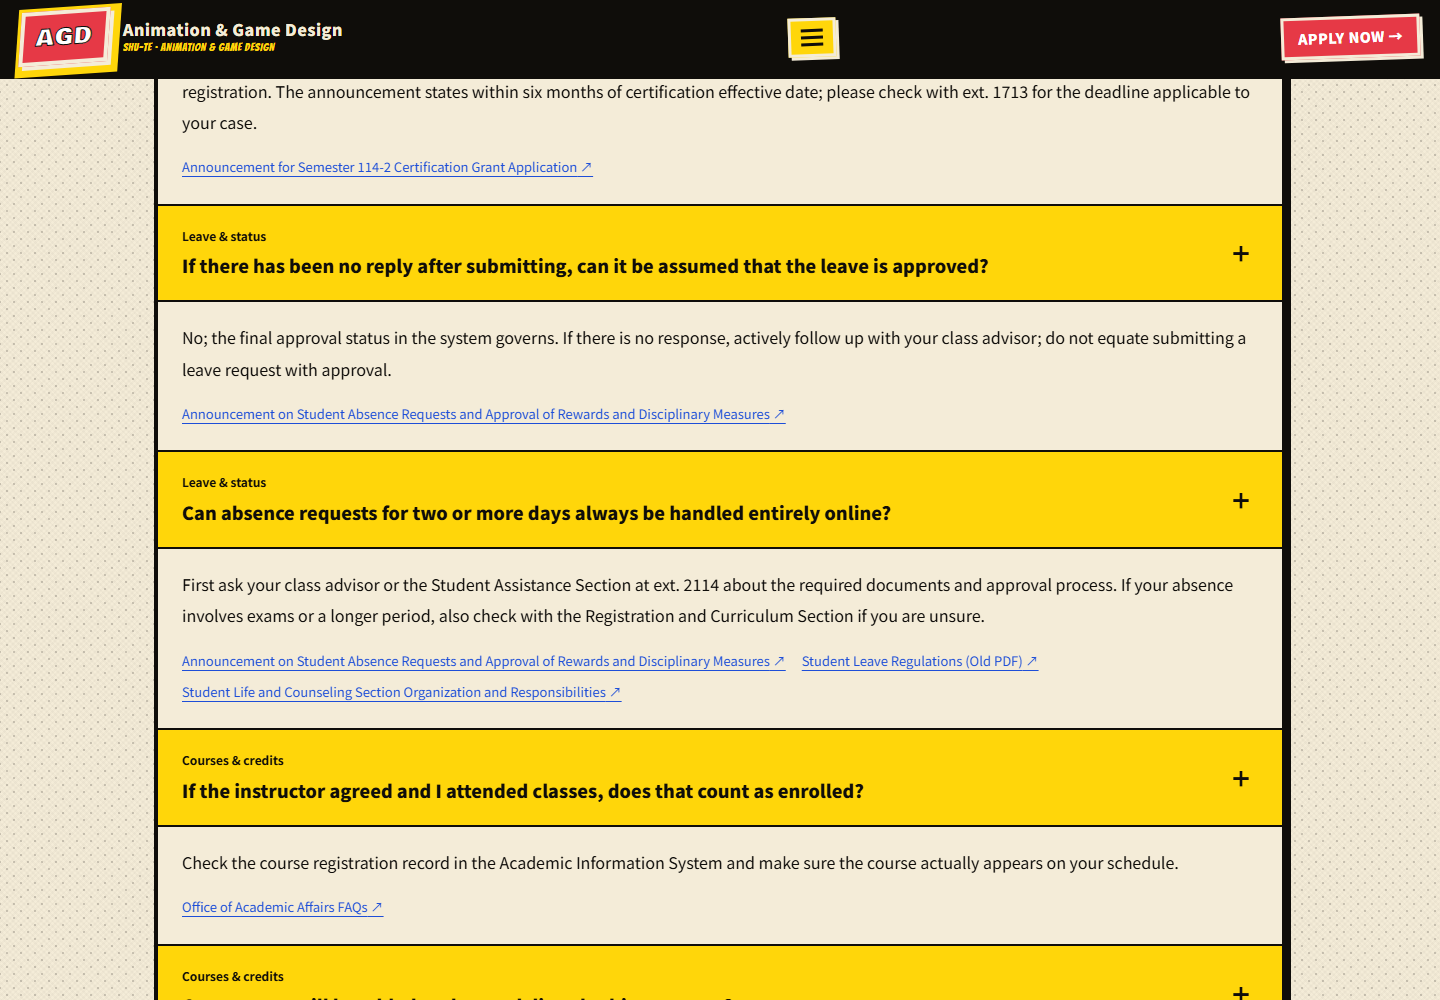 AGD
Animation & Game Design
SHU-TE · ANIMATION & GAME DESIGN
APPLY NOW →
registration. The announcement states within six months of certification effective date; please check with ext. 1713 for the deadline applicable to
your case.
Announcement for Semester 114-2 Certification Grant Application ↗
Leave & status
If there has been no reply after submitting, can it be assumed that the leave is approved?
+
No; the final approval status in the system governs. If there is no response, actively follow up with your class advisor; do not equate submitting a
leave request with approval.
Announcement on Student Absence Requests and Approval of Rewards and Disciplinary Measures ↗
Leave & status
Can absence requests for two or more days always be handled entirely online?
+
First ask your class advisor or the Student Assistance Section at ext. 2114 about the required documents and approval process. If your absence
involves exams or a longer period, also check with the Registration and Curriculum Section if you are unsure.
Announcement on Student Absence Requests and Approval of Rewards and Disciplinary Measures ↗ Student Leave Regulations (Old PDF) ↗
Student Life and Counseling Section Organization and Responsibilities ↗
Courses & credits
If the instructor agreed and I attended classes, does that count as enrolled?
+
Check the course registration record in the Academic Information System and make sure the course actually appears on your schedule.
Office of Academic Affairs FAQs ↗
Courses & credits
+